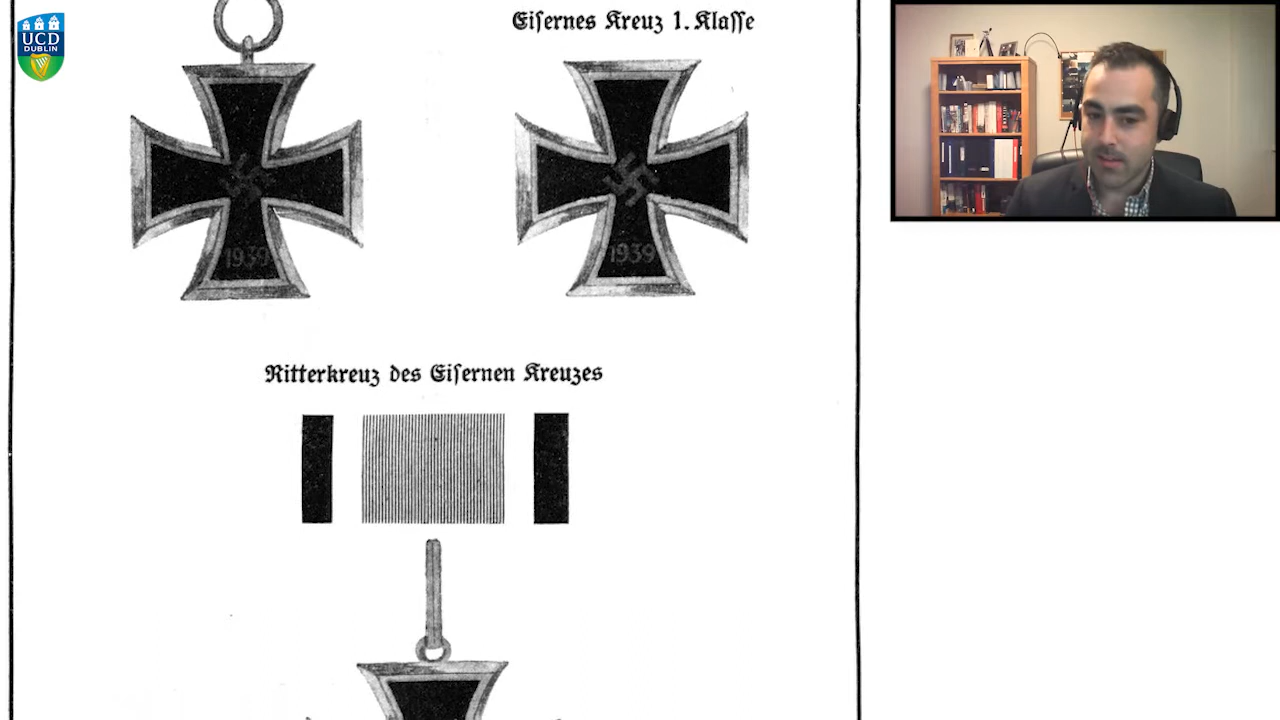 UCD
DUBLIN
Eisernes Kreuz 1. Klasse
1939
1939
Ritterkreuz des Eisernen Kreuzes